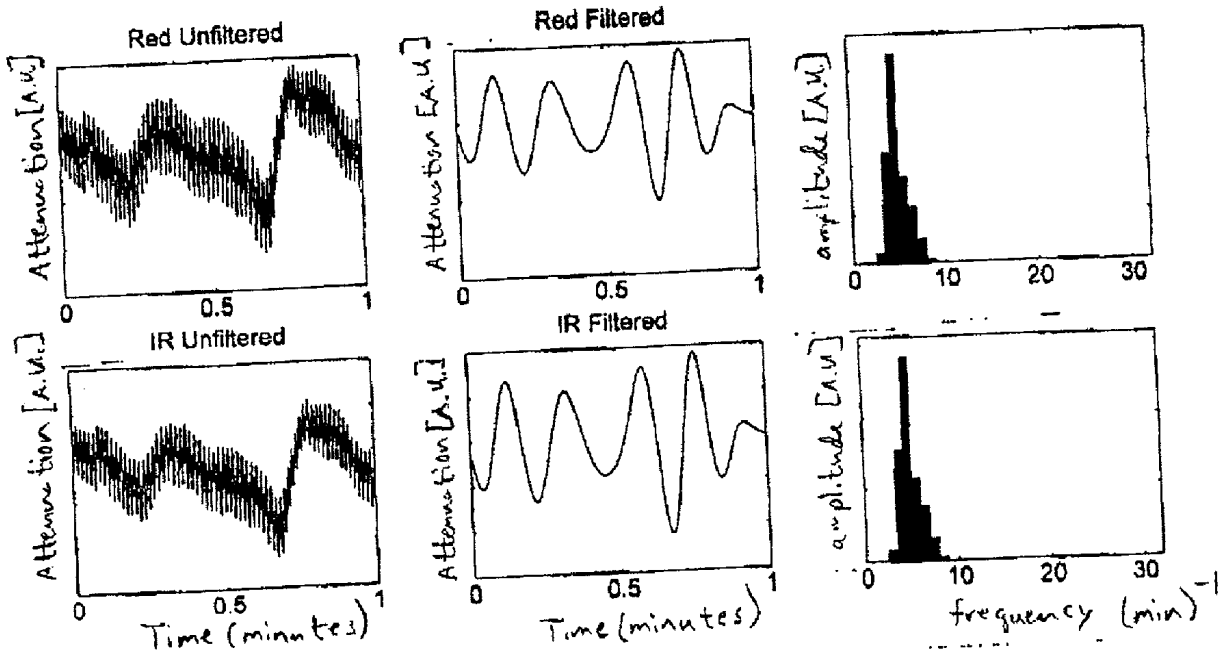 Red Unfiltered
Attenuation [A.U.]
0 0.5 1
Red Filtered
Attenuation [A.U.]
0 0.5 1
amplitude [A.U.]
0 10 20 30
IR Unfiltered
Attenuation [A.U.]
0 0.5 1
Time (minutes)
IR Filtered
Attenuation [A.U.]
0 0.5 1
Time (minutes)
amplitude [A.U]
0 10 20 30
frequency (min)⁻¹